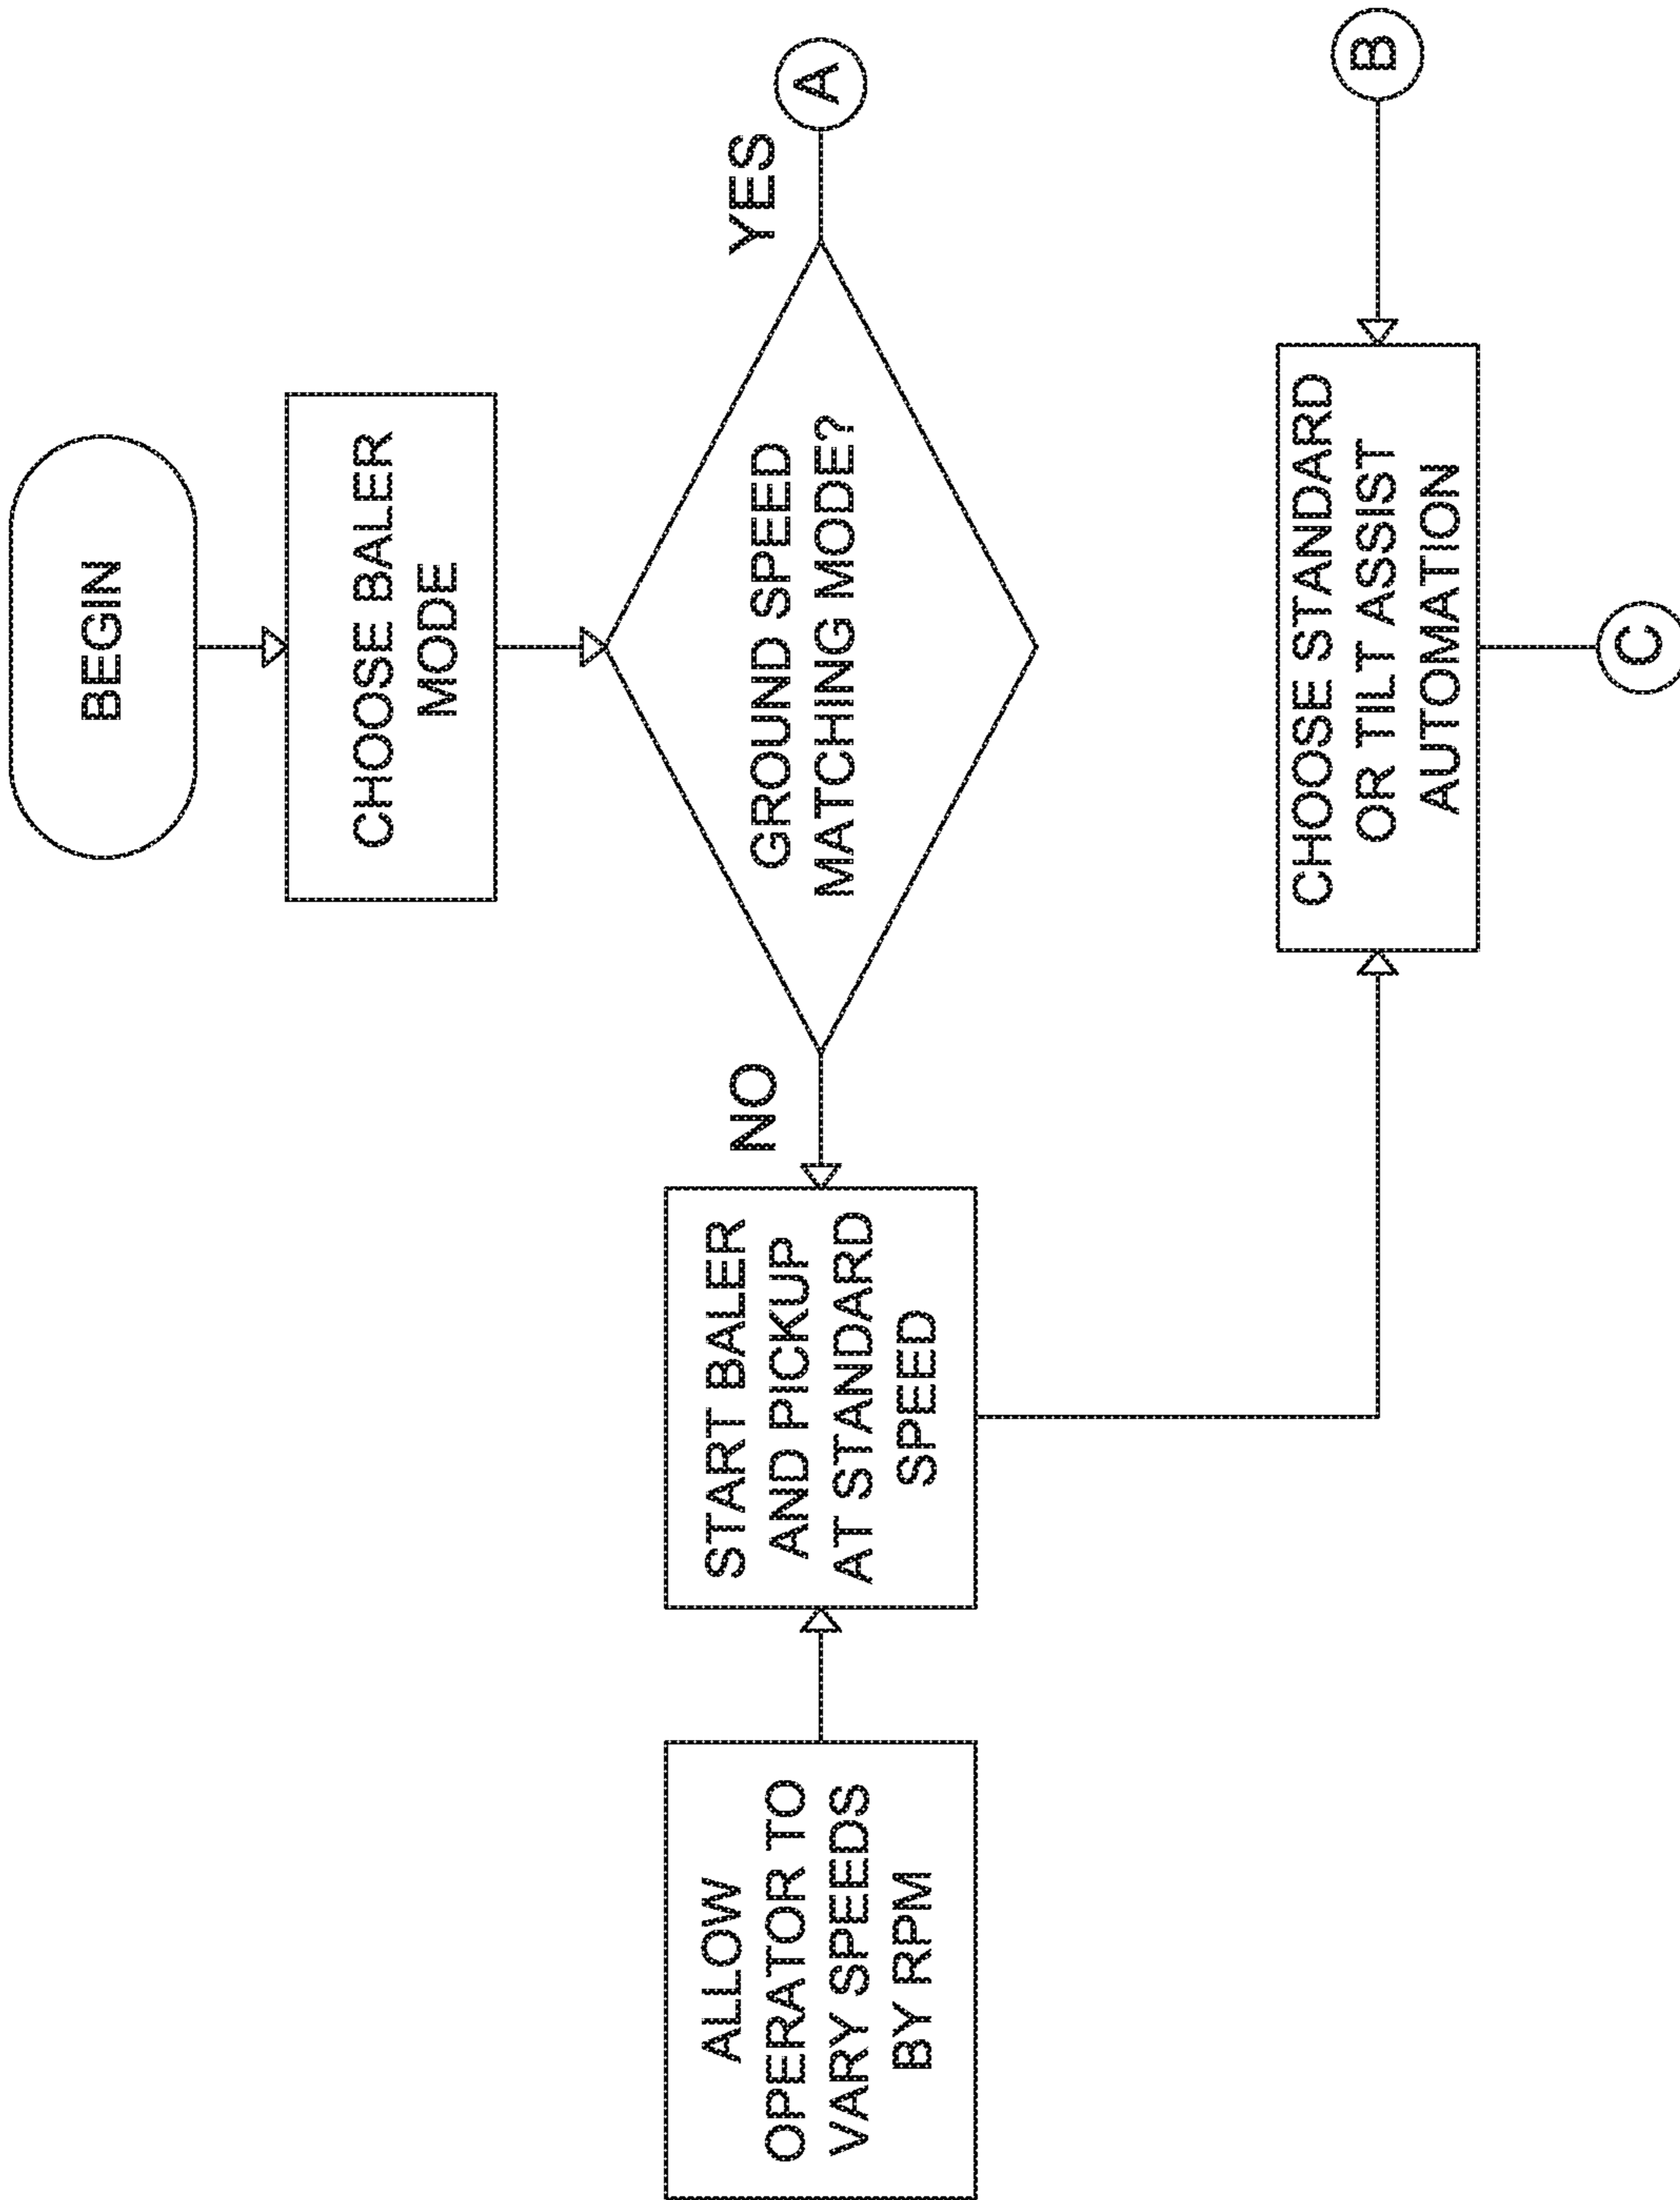 BEGIN
CHOOSE BALER
MODE
GROUND SPEED
MATCHING MODE?
YES
A
NO
START BALER
AND PICKUP
AT STANDARD
SPEED
ALLOW
OPERATOR TO
VARY SPEEDS
BY RPM
CHOOSE STANDARD
OR TILT ASSIST
AUTOMATION
B
C